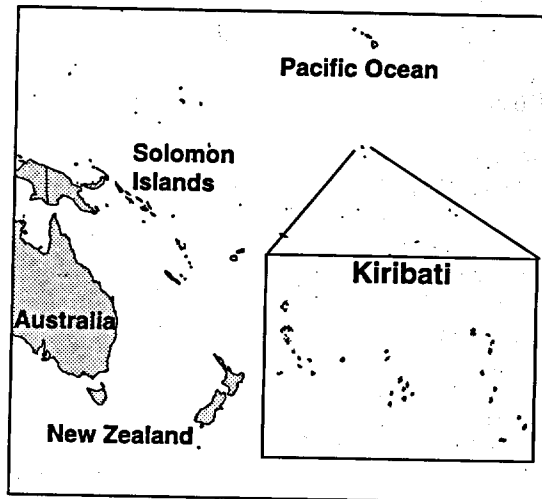 Pacific Ocean
Solomon
Islands
Kiribati
Australia
New Zealand